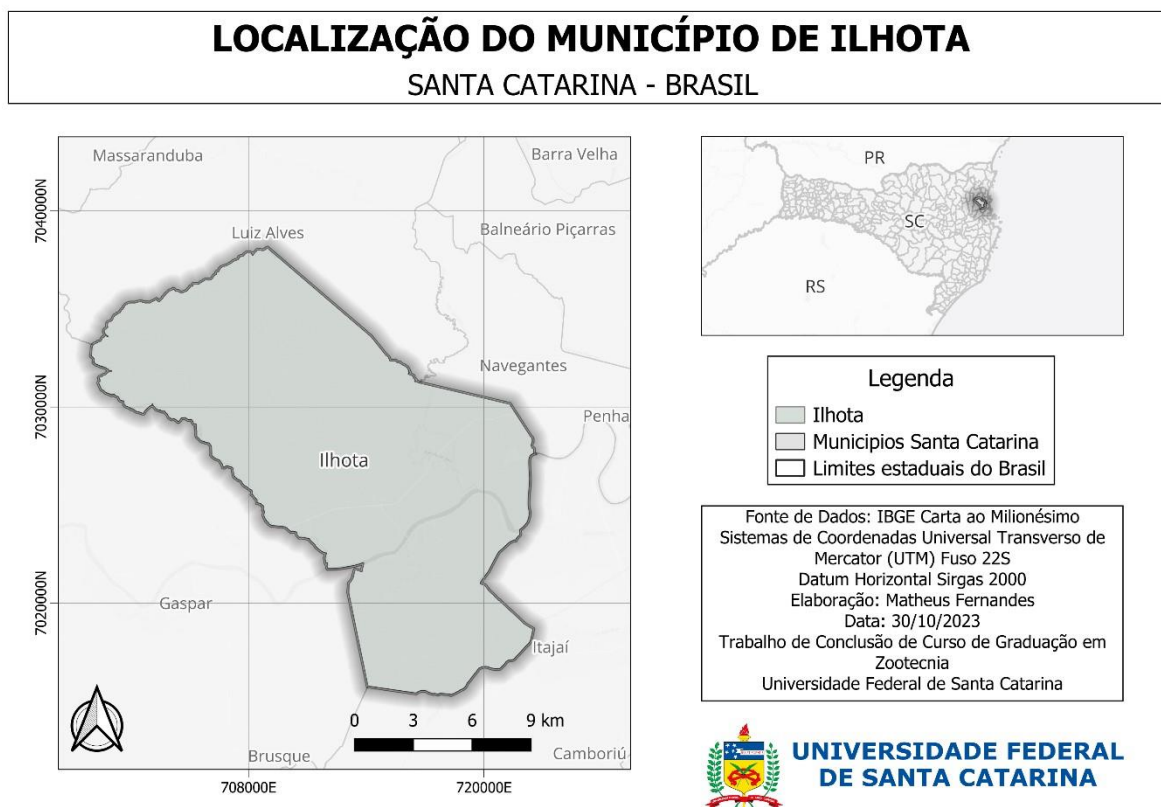 LOCALIZAÇÃO DO MUNICÍPIO DE ILHOTA
SANTA CATARINA - BRASIL
Massaranduba
Barra Velha
7040000N
Luiz Alves
Balneário Piçarras
Navegantes
7030000N
Penha
Ilhota
7020000N
Gaspar
Itajaí
0 3 6 9 km
Brusque
Camboriú
708000E
720000E
PR
SC
RS
Legenda
Ilhota
Municipios Santa Catarina
Limites estaduais do Brasil
Fonte de Dados: IBGE Carta ao Milionésimo
Sistemas de Coordenadas Universal Transverso de
Mercator (UTM) Fuso 22S
Datum Horizontal Sirgas 2000
Elaboração: Matheus Fernandes
Data: 30/10/2023
Trabalho de Conclusão de Curso de Graduação em
Zootecnia
Universidade Federal de Santa Catarina
UNIVERSIDADE FEDERAL
DE SANTA CATARINA